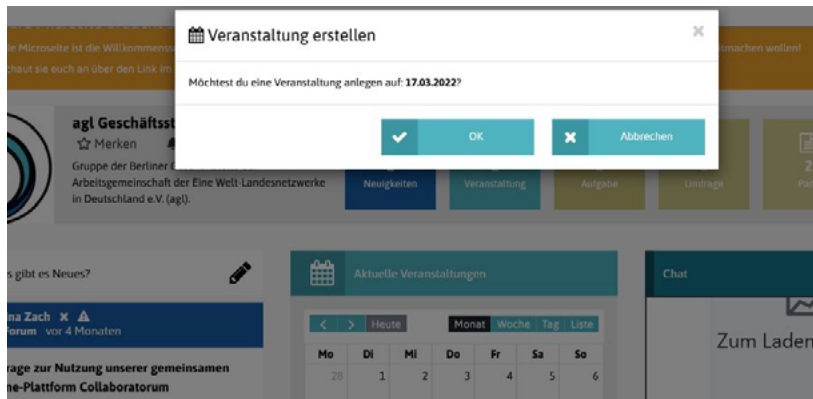 Veranstaltung erstellen
ie Microseite ist die Willkommens
itmachen wollen!
chaut sie euch an über den Link im
Möchtest du eine Veranstaltung anlegen auf: 17.03.2022?
OK
Abbrechen
agl Geschäftsst
Merken
Gruppe der Berliner
Arbeitsgemeinschaft der Eine Welt-Landesnetzwerke
in Deutschland e.V. (agl).
Neuigkeiten
Veranstaltung
Aufgabe
Umfrage
s gibt es Neues?
Aktuelle Veranstaltungen
Chat
na Zach
Forum vor 4 Monaten
Heute
Monat Woche Tag Liste
Zum Laden
Mo Di Mi Do Fr Sa So
rage zur Nutzung unserer gemeinsamen
28 1 2 3 4 5 6
ne-Plattform Collaboratorum